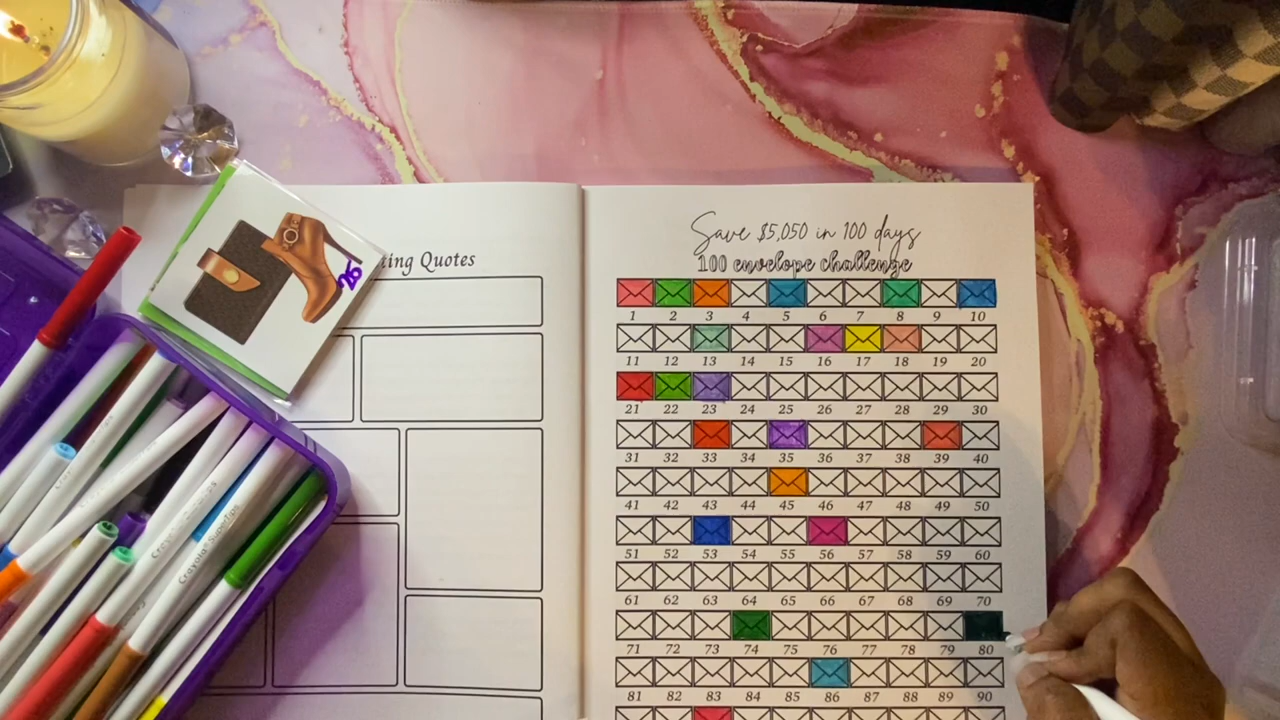 ting Quotes
Save $5,050 in 100 days
100 envelope challenge
1 2 3 4 5 6 7 8 9 10
11 12 13 14 15 16 17 18 19 20
21 22 23 24 25 26 27 28 29 30
31 32 33 34 35 36 37 38 39 40
41 42 43 44 45 46 47 48 49 50
51 52 53 54 55 56 57 58 59 60
61 62 63 64 65 66 67 68 69 70
71 72 73 74 75 76 77 78 79 80
81 82 83 84 85 86 87 88 89 90
Crayola SuperTips